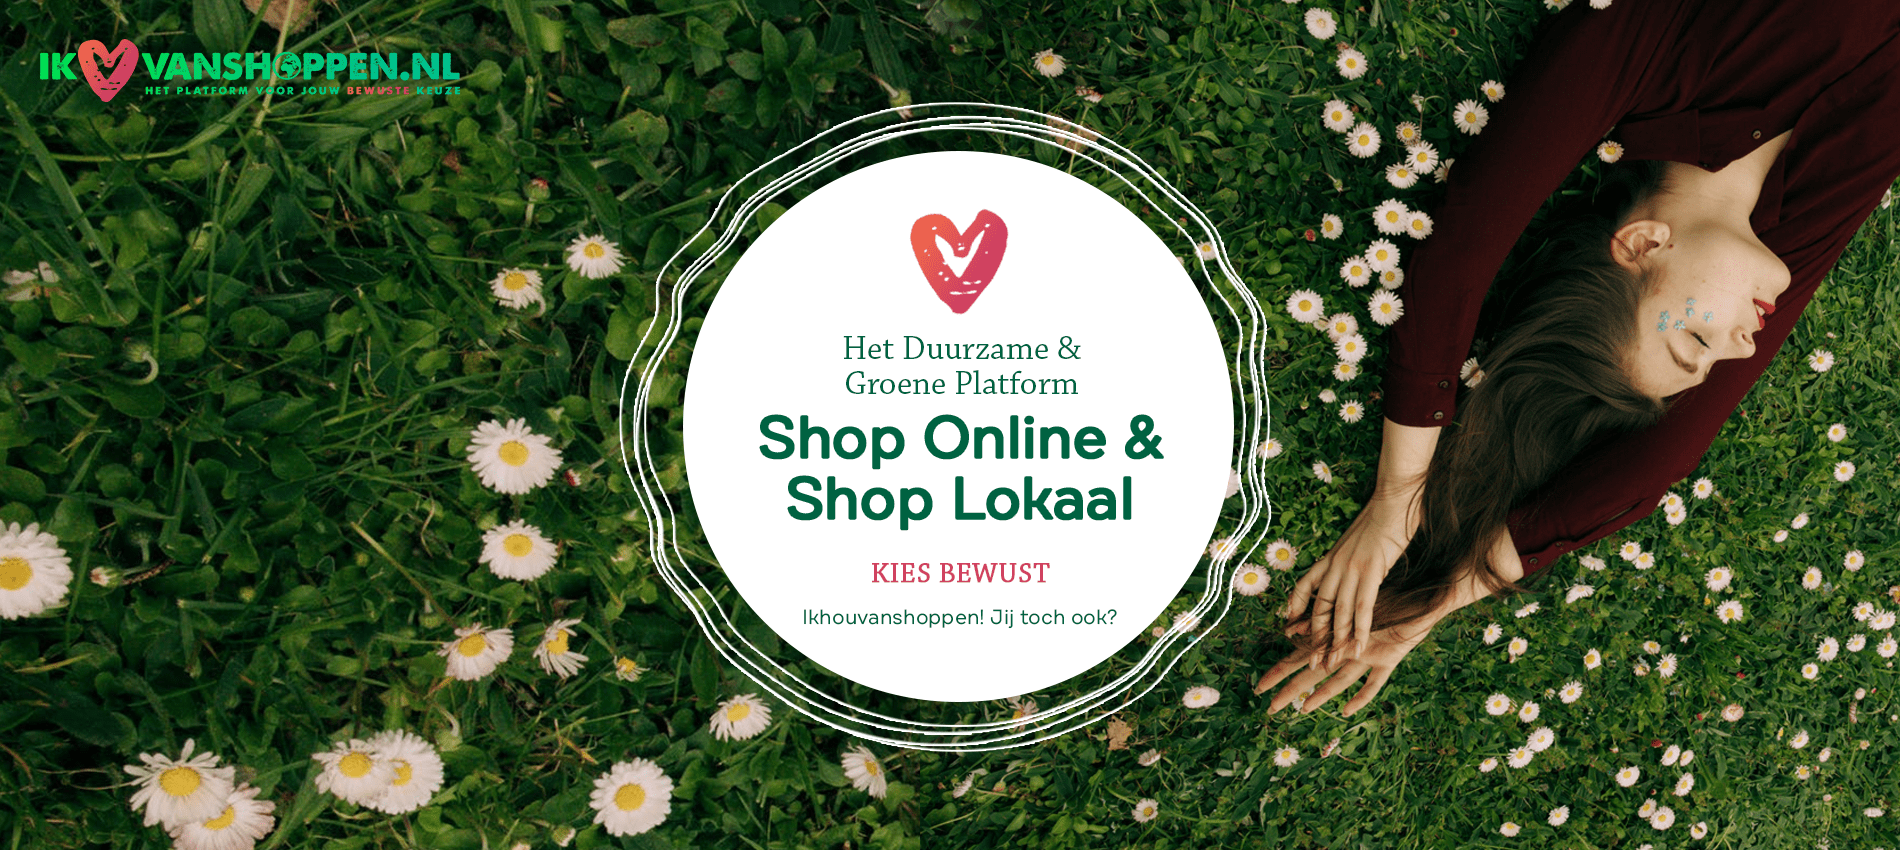 IK VANSHOPPEN.NL
HET PLATFORM VOOR JOUW BEWUSTE KEUZE
Het Duurzame &
Groene Platform
Shop Online &
Shop Lokaal
KIES BEWUST
Ikhouvanshoppen! Jij toch ook?